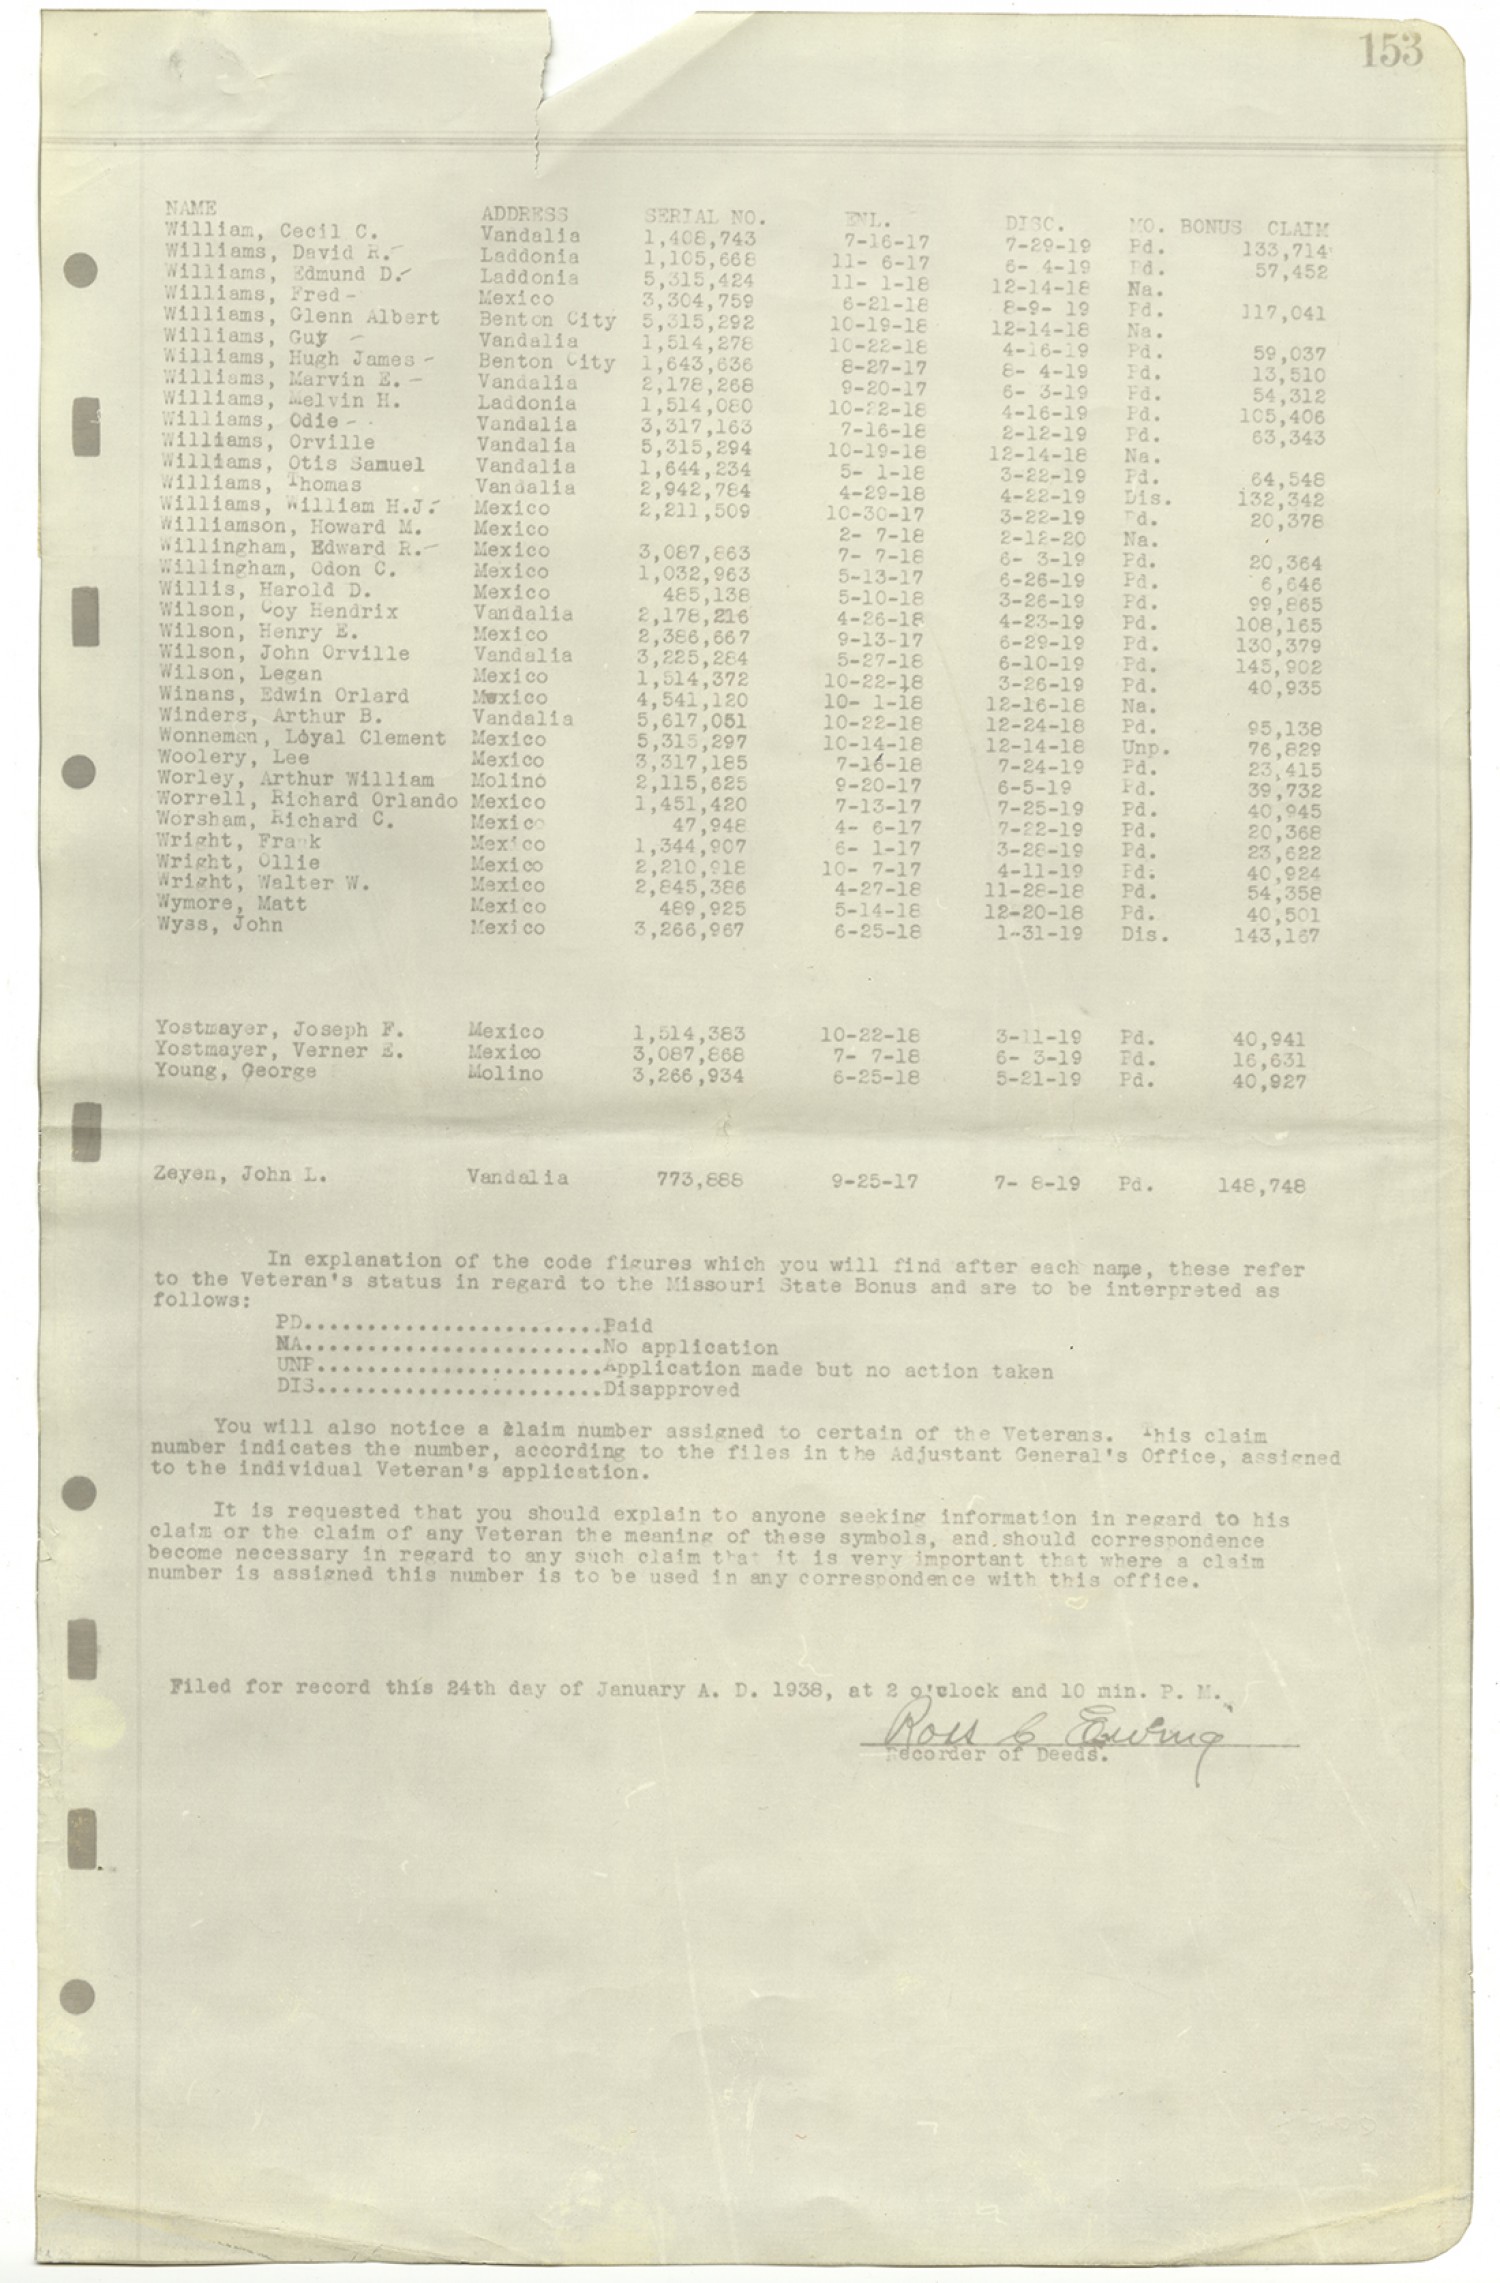 153
NAME ADDRESS SERIAL NO. ENL. DISC. MO. BONUS CLAIM
William, Cecil C. Vandalia 1,408,743 7-16-17 7-29-19 Pd. 133,714
Williams, David R. Laddonia 1,105,668 11- 6-17 6- 4-19 Pd. 57,452
Williams, Edmund D. Laddonia 5,315,424 11- 1-18 12-14-18 Na.
Williams, Fred- Mexico 3,304,759 6-21-18 8-9- 19 Pd. 117,041
Williams, Glenn Albert Benton City 5,315,292 10-19-18 12-14-18 Na.
Williams, Guy - Vandalia 1,514,278 10-22-18 4-16-19 Pd. 59,037
Williams, Hugh James - Benton City 1,643,636 8-27-17 8- 4-19 Pd. 13,510
Williams, Marvin E. - Vandalia 2,178,268 9-20-17 6- 3-19 Pd. 54,312
Williams, Melvin H. Laddonia 1,514,080 10-22-18 4-16-19 Pd. 105,406
Williams, Odie - Vandalia 3,317,163 7-16-18 2-12-19 Pd. 63,343
Williams, Orville Vandalia 5,315,294 10-19-18 12-14-18 Na.
Williams, Otis Samuel Vandalia 1,644,234 5- 1-18 3-22-19 Pd. 64,548
Williams, Thomas Vandalia 2,942,784 4-29-18 4-22-19 Dis. 132,342
Williams, William H.J. Mexico 2,211,509 10-30-17 3-22-19 Pd. 20,378
Williamson, Howard M. Mexico 2- 7-18 2-12-20 Na.
Willingham, Edward R.- Mexico 3,087,863 7- 7-18 6- 3-19 Pd. 20,364
Willingham, Odon C. Mexico 1,032,963 5-13-17 6-26-19 Pd. 6,646
Willis, Harold D. Mexico 485,138 5-10-18 3-26-19 Pd. 99,865
Wilson, Coy Hendrix Vandalia 2,178,216 4-26-18 4-23-19 Pd. 108,165
Wilson, Henry E. Mexico 2,386,667 9-13-17 6-29-19 Pd. 130,379
Wilson, John Orville Vandalia 3,225,284 5-27-18 6-10-19 Pd. 145,902
Wilson, Legan Mexico 1,514,372 10-22-18 3-26-19 Pd. 40,935
Winans, Edwin Orlard Mexico 4,541,120 10- 1-18 12-16-18 Na.
Winders, Arthur B. Vandalia 5,617,051 10-22-18 12-24-18 Pd. 95,138
Wonneman, Loyal Clement Mexico 5,315,297 10-14-18 12-14-18 Unp. 76,829
Woolery, Lee Mexico 3,317,185 7-16-18 7-24-19 Pd. 23,415
Worley, Arthur William Molino 2,115,625 9-20-17 6-5-19 Pd. 39,732
Worrell, Richard Orlando Mexico 1,451,420 7-13-17 7-25-19 Pd. 40,945
Worsham, Richard C. Mexico 47,948 4- 6-17 7-22-19 Pd. 20,368
Wright, Frank Mexico 1,344,907 6- 1-17 3-28-19 Pd. 23,622
Wright, Ollie Mexico 2,210,918 10- 7-17 4-11-19 Pd. 40,924
Wright, Walter W. Mexico 2,845,386 4-27-18 11-28-18 Pd. 54,358
Wymore, Matt Mexico 489,925 5-14-18 12-20-18 Pd. 40,501
Wyss, John Mexico 3,266,967 6-25-18 1-31-19 Dis. 143,167
Yostmayer, Joseph F. Mexico 1,514,383 10-22-18 3-11-19 Pd. 40,941
Yostmayer, Verner E. Mexico 3,087,868 7- 7-18 6- 3-19 Pd. 16,631
Young, George Molino 3,266,934 6-25-18 5-21-19 Pd. 40,927
Zeyen, John L. Vandalia 773,888 9-25-17 7- 8-19 Pd. 148,748
In explanation of the code figures which you will find after each name, these refer
to the Veteran's status in regard to the Missouri State Bonus and are to be interpreted as
follows:
PD........................Paid
NA........................No application
UNP.......................Application made but no action taken
DIS.......................Disapproved
You will also notice a claim number assigned to certain of the Veterans. This claim
number indicates the number, according to the files in the Adjustant General's Office, assigned
to the individual Veteran's application.
It is requested that you should explain to anyone seeking information in regard to his
claim or the claim of any Veteran the meaning of these symbols, and should correspondence
become necessary in regard to any such claim that it is very important that where a claim
number is assigned this number is to be used in any correspondence with this office.
Filed for record this 24th day of January A. D. 1938, at 2 o'clock and 10 min. P. M.
Ross C Ewing
Recorder of Deeds.